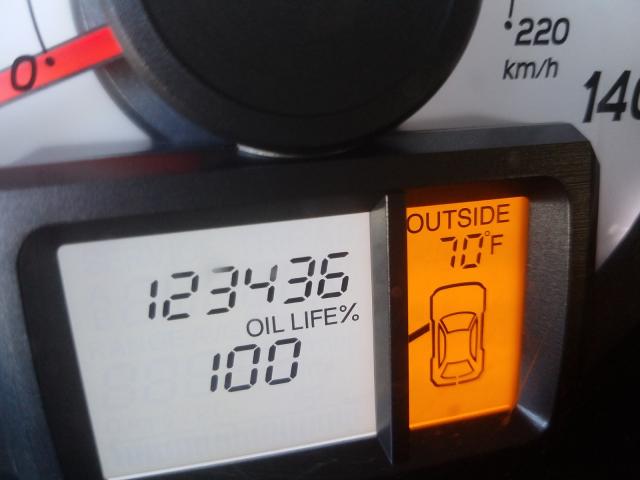 0
220
km/h
140
OUTSIDE
70°F
123436
OIL LIFE%
100